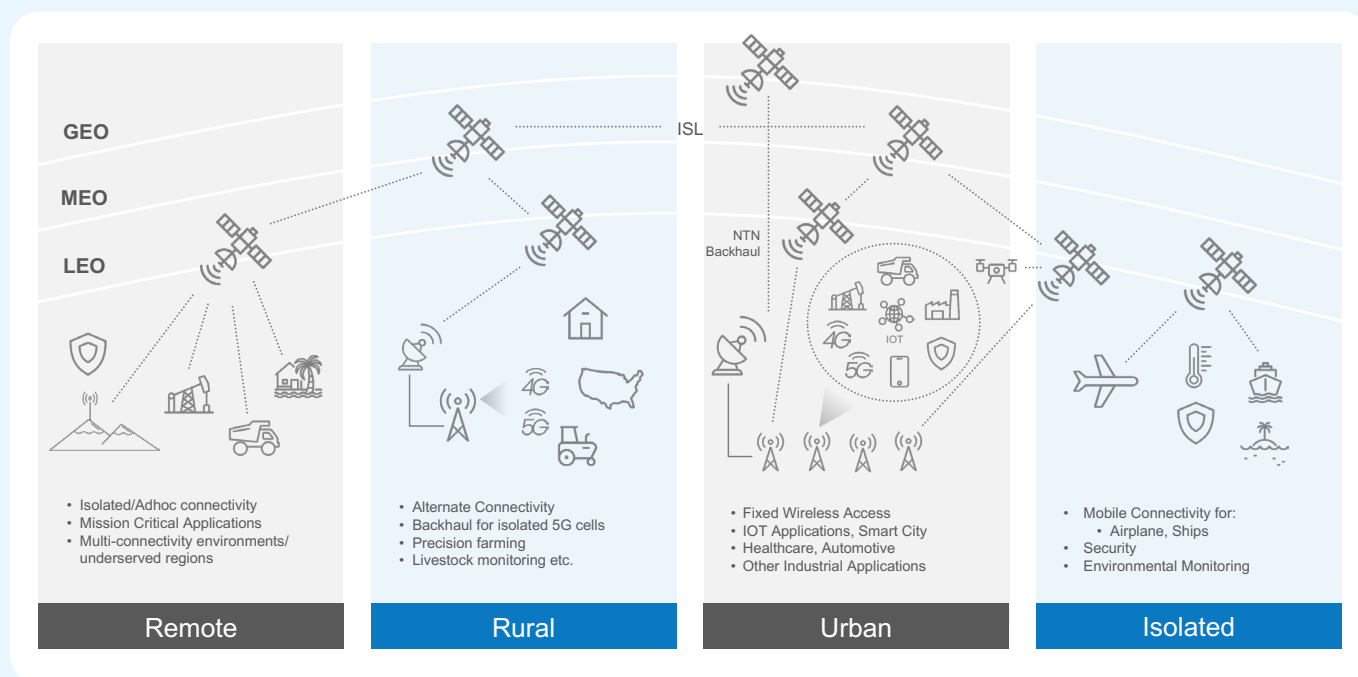 GEO
MEO
LEO
ISL
NTN
Backhaul
4G
5G
4G
5G
IOT
• Isolated/Adhoc connectivity
• Mission Critical Applications
• Multi-connectivity environments/
underserved regions
• Alternate Connectivity
• Backhaul for isolated 5G cells
• Precision farming
• Livestock monitoring etc.
• Fixed Wireless Access
• IOT Applications, Smart City
• Healthcare, Automotive
• Other Industrial Applications
• Mobile Connectivity for:
• Airplane, Ships
• Security
• Environmental Monitoring
Remote
Rural
Urban
Isolated